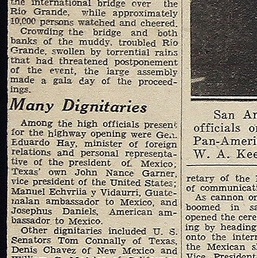 the international bridge over the
Rio Grande, while approximately
10,000 persons watched and cheered.
Crowding the bridge and both
banks of the muddy, troubled Rio
Grande, swollen by torrential rains
that had threatened postponement
of the event, the large assembly
made a gala day of the proceed-
ings.
Many Dignitaries
Among the high officials present
for the highway opening were Gen.
Eduardo Hay, minister of foreign
relations and personal representa-
tive of the president of Mexico,
Texas' own John Nance Garner,
vice president of the United States;
Manuel Echvriia y Vidaurri, Guate-
malan ambassador to Mexico, and
Josephus Daniels, American am-
bassador to Mexico.
Other dignitaries included U. S.
Senators Tom Connally of Texas,
Denis Chavez of New Mexico and
San An
officials o
Pan-Ameri
W. A. Kee
retary of the
of communicati
As cannon o
boomed in sa
opened the cere
ing by heading
onto the intern
the Mexican si
Vice Presiden